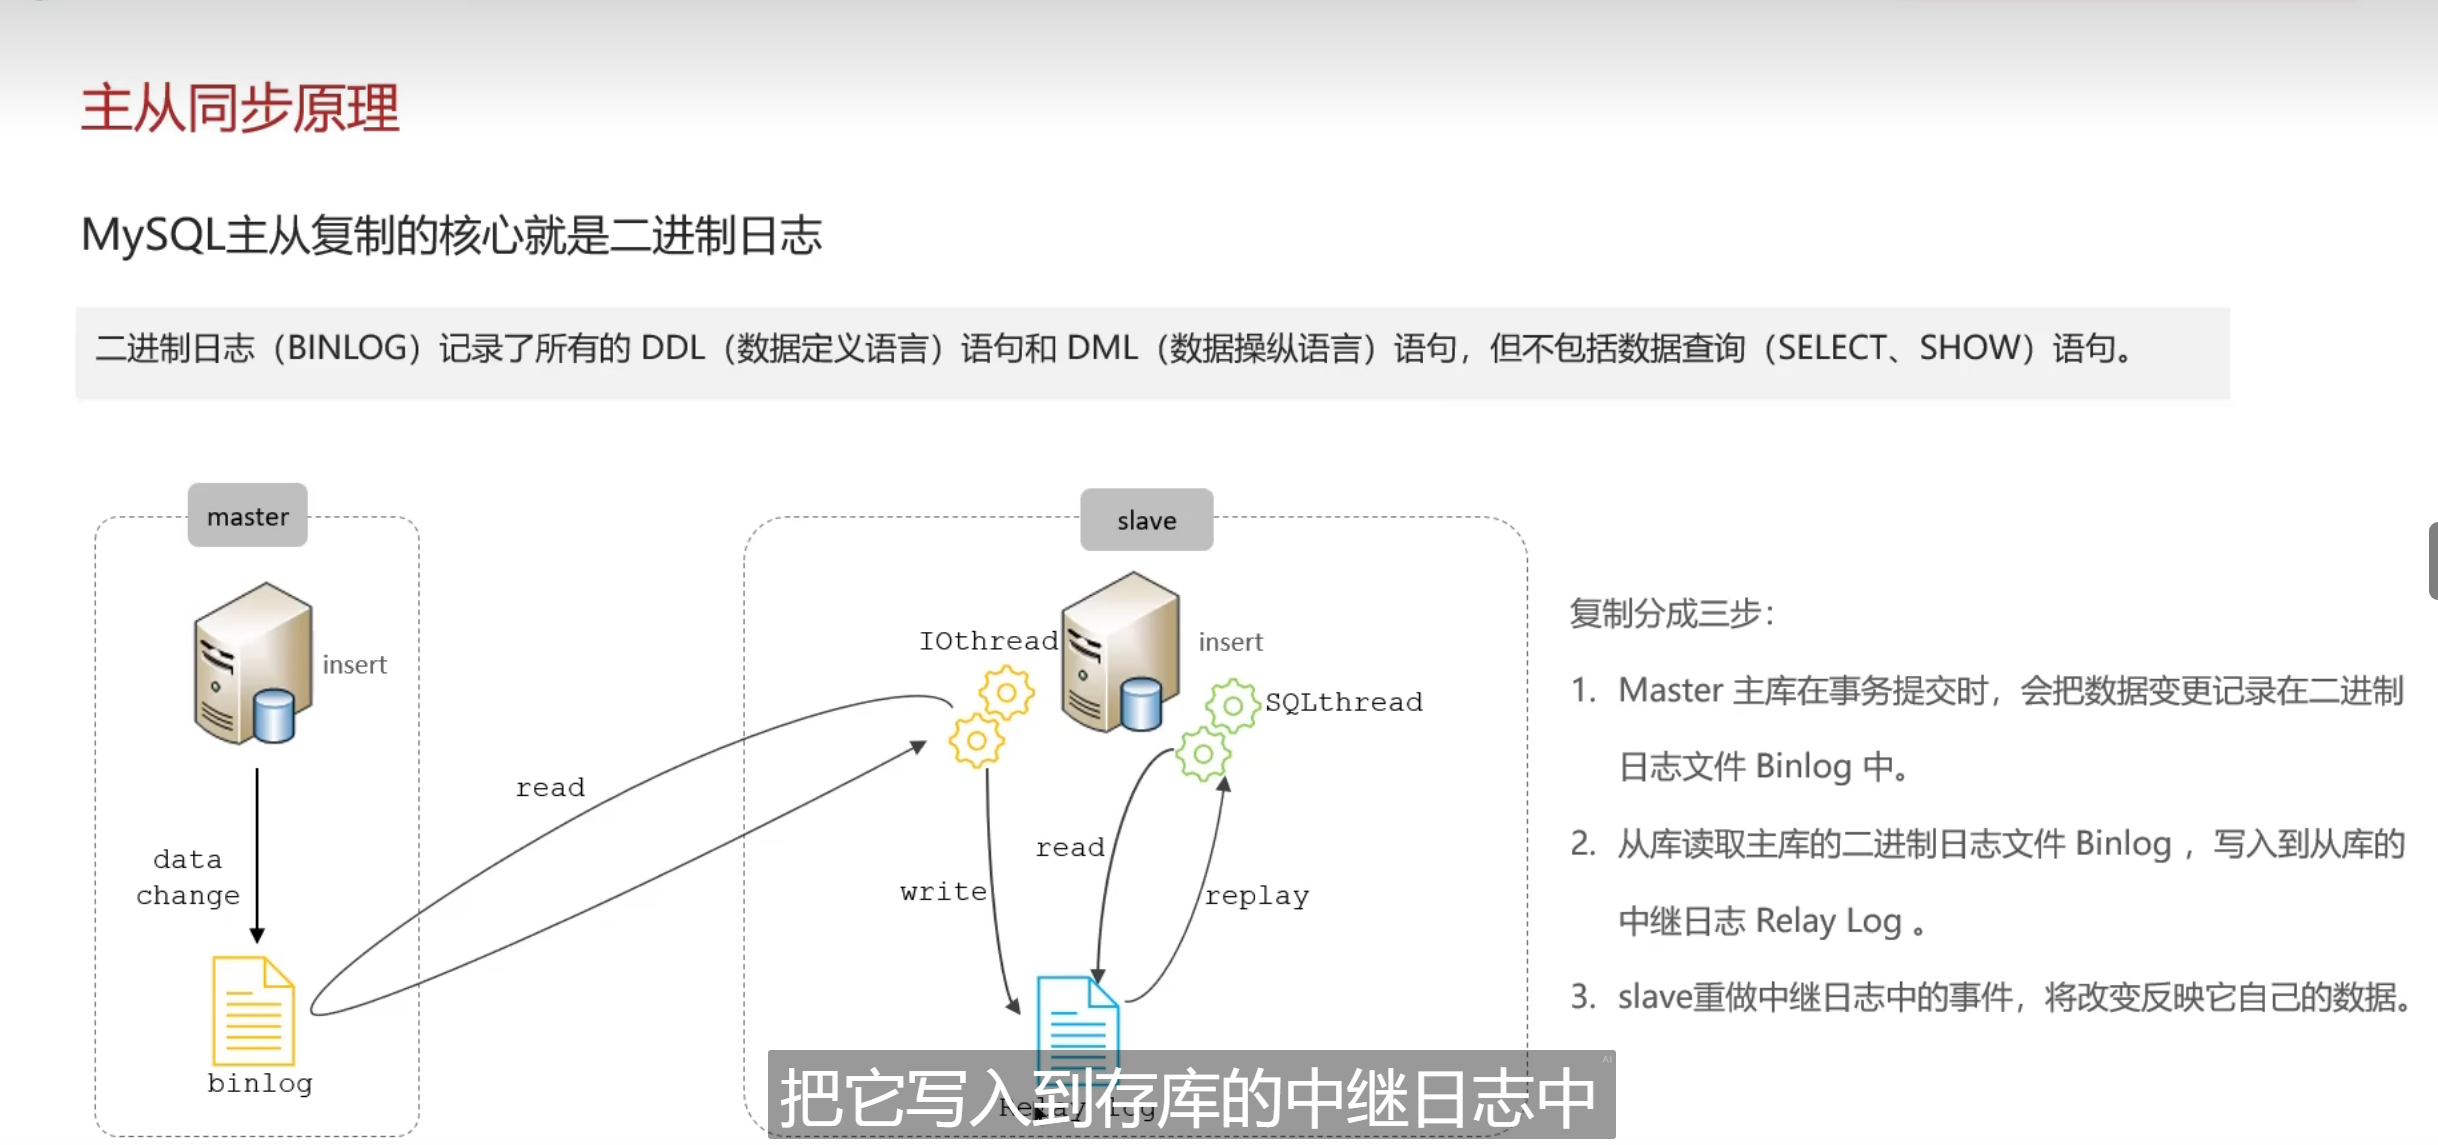 主从同步原理
MySQL主从复制的核心就是二进制日志
二进制日志（BINLOG）记录了所有的 DDL（数据定义语言）语句和 DML（数据操纵语言）语句，但不包括数据查询（SELECT、SHOW）语句。
master
insert
data
change
binlog
read
slave
IOthread
insert
SQLthread
read
write
replay
Relay log
复制分成三步：
1. Master 主库在事务提交时，会把数据变更记录在二进制
日志文件 Binlog 中。
2. 从库读取主库的二进制日志文件 Binlog ，写入到从库的
中继日志 Relay Log 。
3. slave重做中继日志中的事件，将改变反映它自己的数据。
AI
把它写入到存库的中继日志中